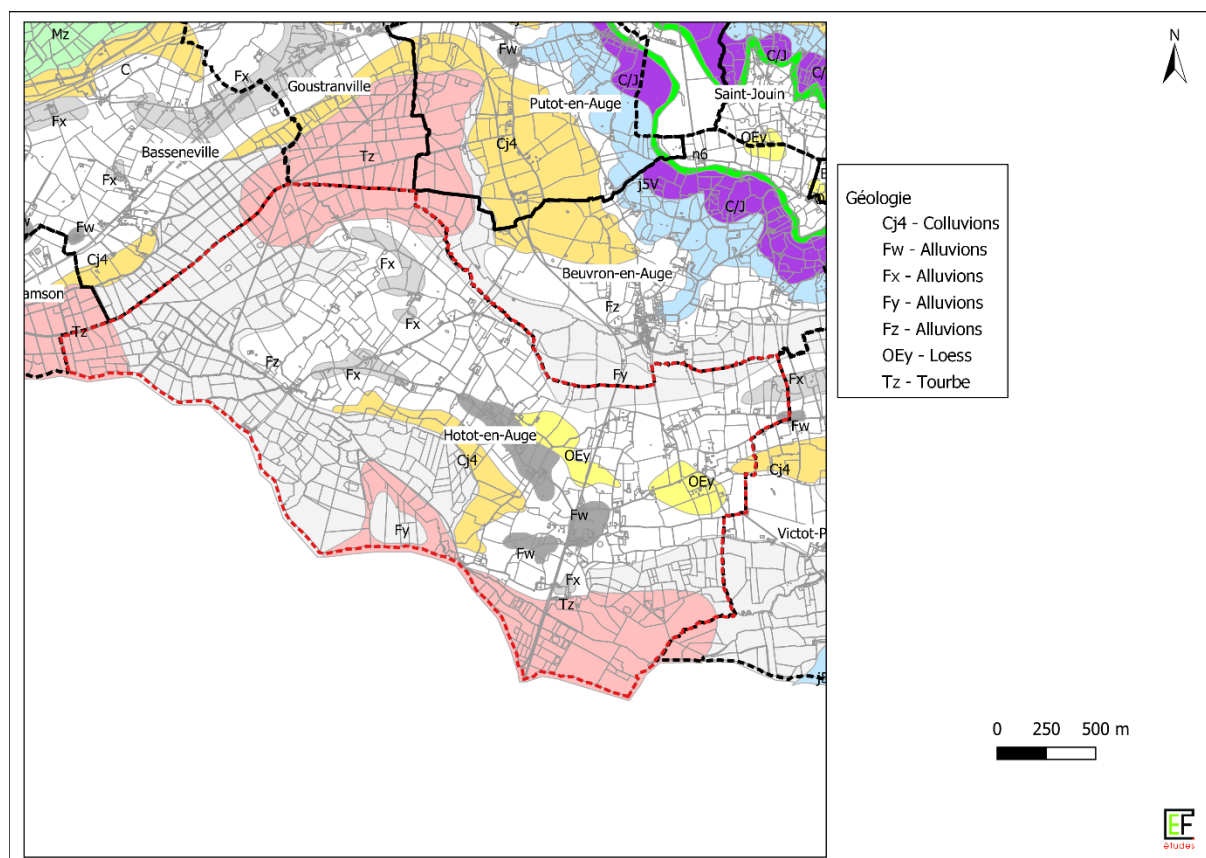 Mz
C
Fx
Fw
Goustranville
Fx
Basseneville
Tz
Fx
Fw
Cj4
amson
Tz
Putot-en-Auge
Cj4
C/J
Saint-Jouin
C/J
C/
OEy
n6
j5V
C/J
Beuvron-en-Auge
Fz
Fx
Fx
Fz
Fx
Fy
Fx
Fw
Hotot-en-Auge
Cj4
OEy
OEy
Cj4
Fw
Fy
Fw
Victot-P
Fx
Tz
N
Géologie
Cj4 - Colluvions
Fw - Alluvions
Fx - Alluvions
Fy - Alluvions
Fz - Alluvions
OEy - Loess
Tz - Tourbe
0 250 500 m
CEF
études